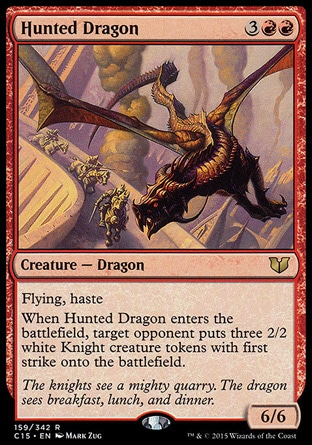 Hunted Dragon 3
Creature — Dragon
Flying, haste
When Hunted Dragon enters the
battlefield, target opponent puts three 2/2
white Knight creature tokens with first
strike onto the battlefield.
The knights see a mighty quarry. The dragon
sees breakfast, lunch, and dinner.
6/6
159/342 R
C15 • EN Mark Zug
™ & © 2015 Wizards of the Coast